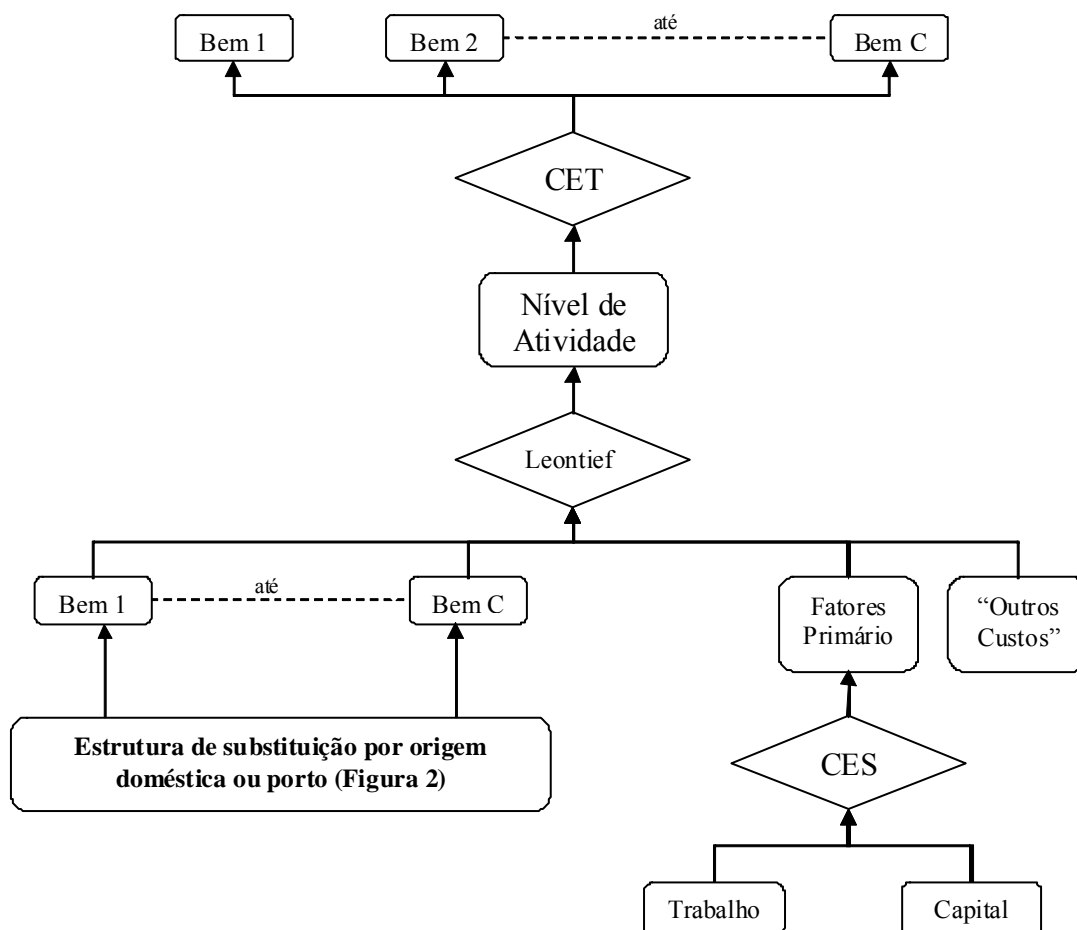 até
Bem 1
Bem 2
Bem C
CET
Nível de
Atividade
Leontief
até
Bem 1
Bem C
Fatores
Primário
“Outros
Custos”
Estrutura de substituição por origem
doméstica ou porto (Figura 2)
CES
Trabalho
Capital